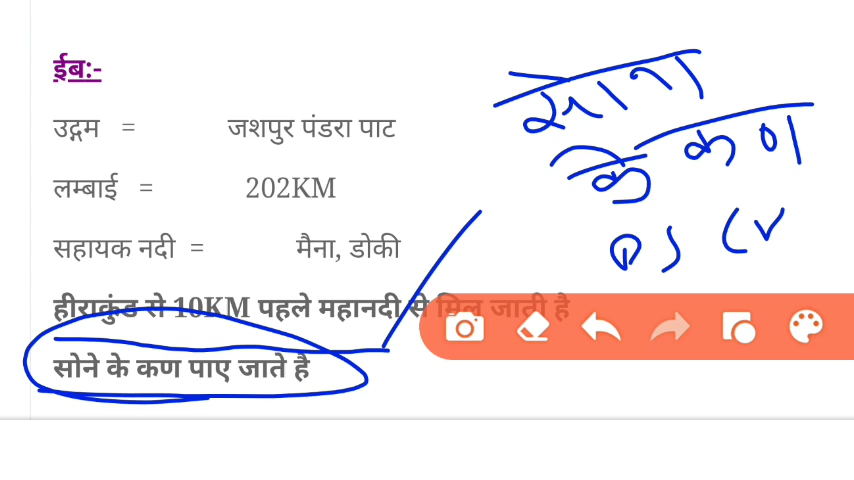 ईब:-
उद्गम = जशपुर पंडरा पाट
लम्बाई = 202KM
सहायक नदी = मैना, डोकी
हीराकुंड से 10KM पहले महानदी से मिल जाती है
सोने के कण पाए जाते है
सोना
के कण